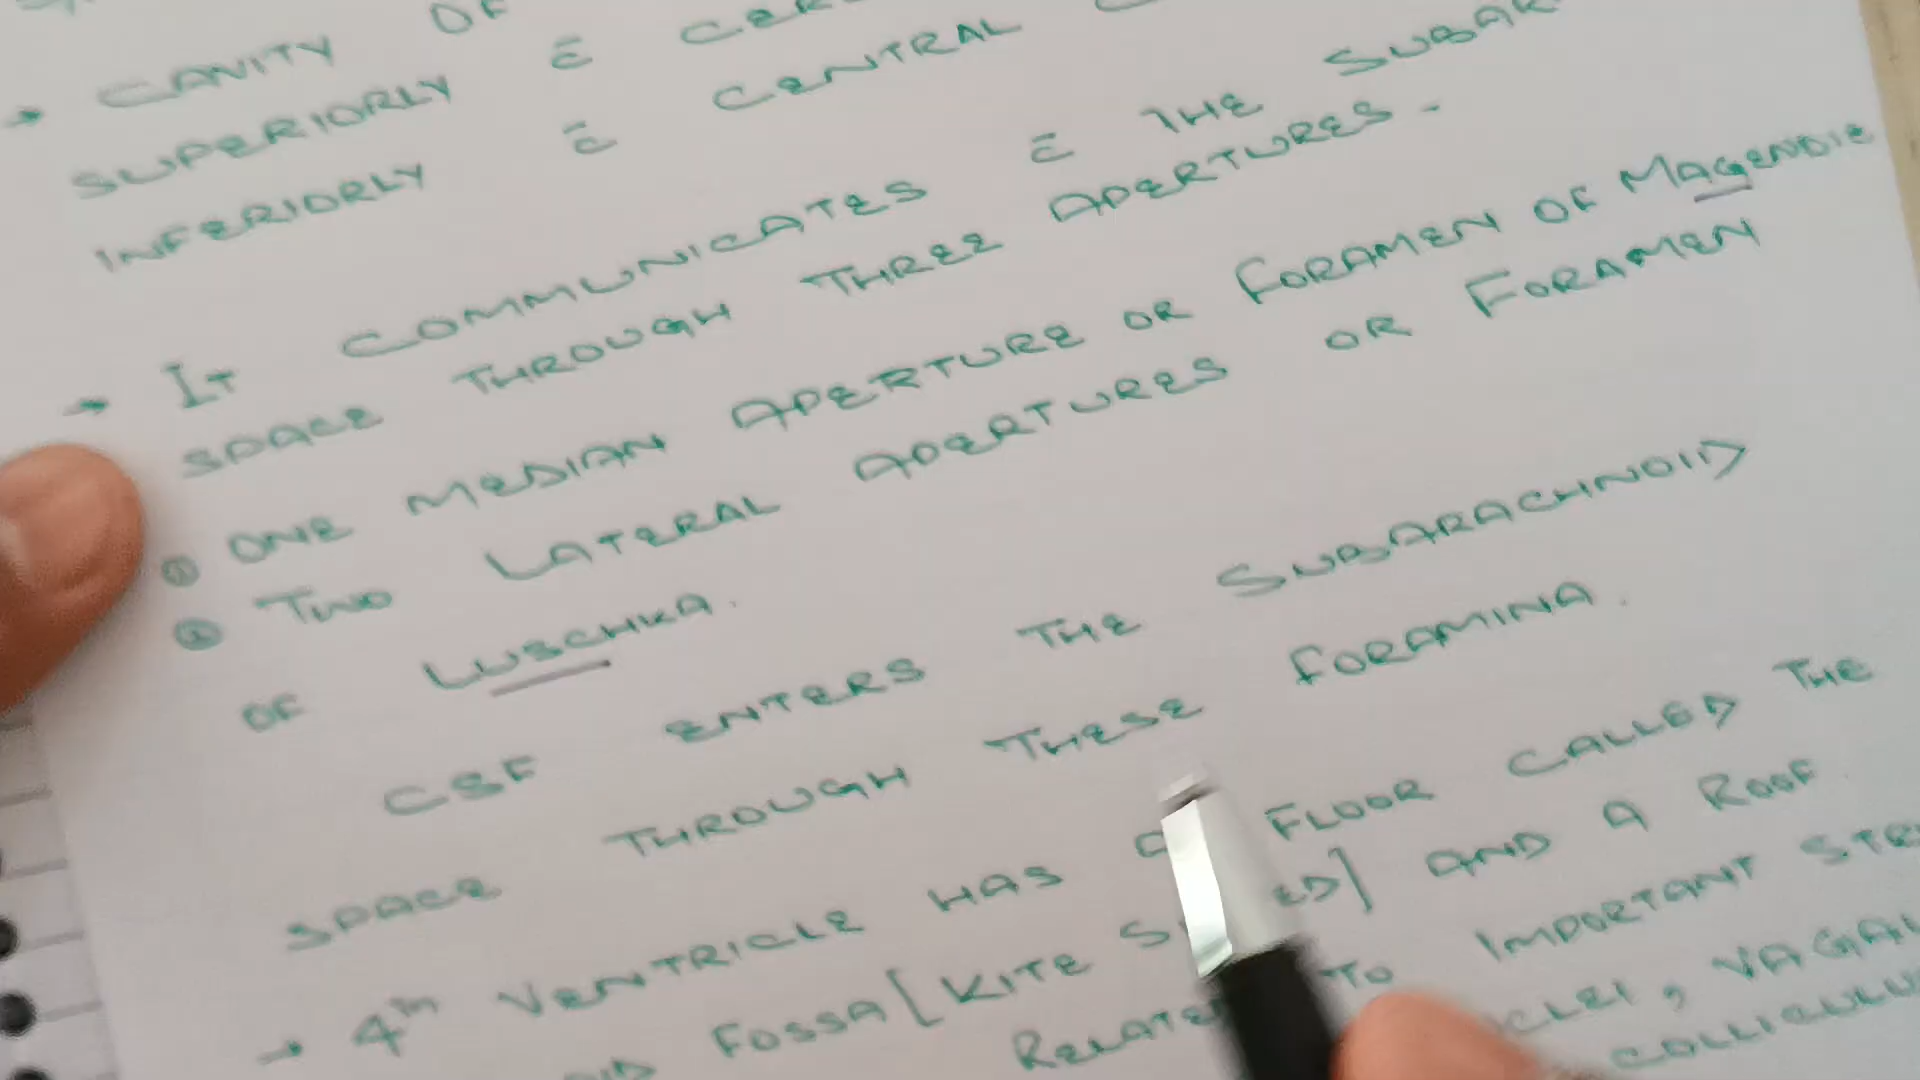 → CAVITY OF
SUPERIORLY c̄
INFERIORLY c̄ CENTRAL
→ IT COMMUNICATES c̄ THE
SPACE THROUGH THREE APERTURES.
① ONE MEDIAN APERTURE OR FORAMEN OF MAGENDIE
② TWO LATERAL APERTURES OR FORAMEN
OF LUSCHKA.
CSF ENTERS THE SUBARACHNOID
SPACE THROUGH THESE FORAMINA.
→ 4TH VENTRICLE HAS FLOOR CALLED THE
FOSSA [KITE AND A ROOF
TO IMPORTANT